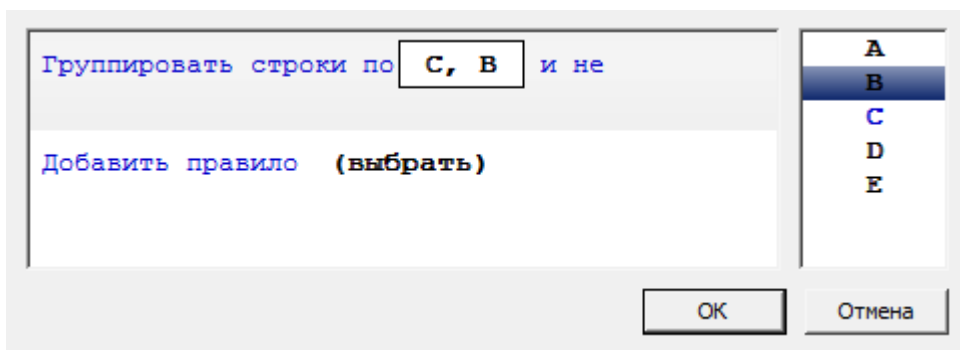 Группировать строки по C, B и не
Добавить правило (выбрать)
A
B
C
D
E
OK Отмена